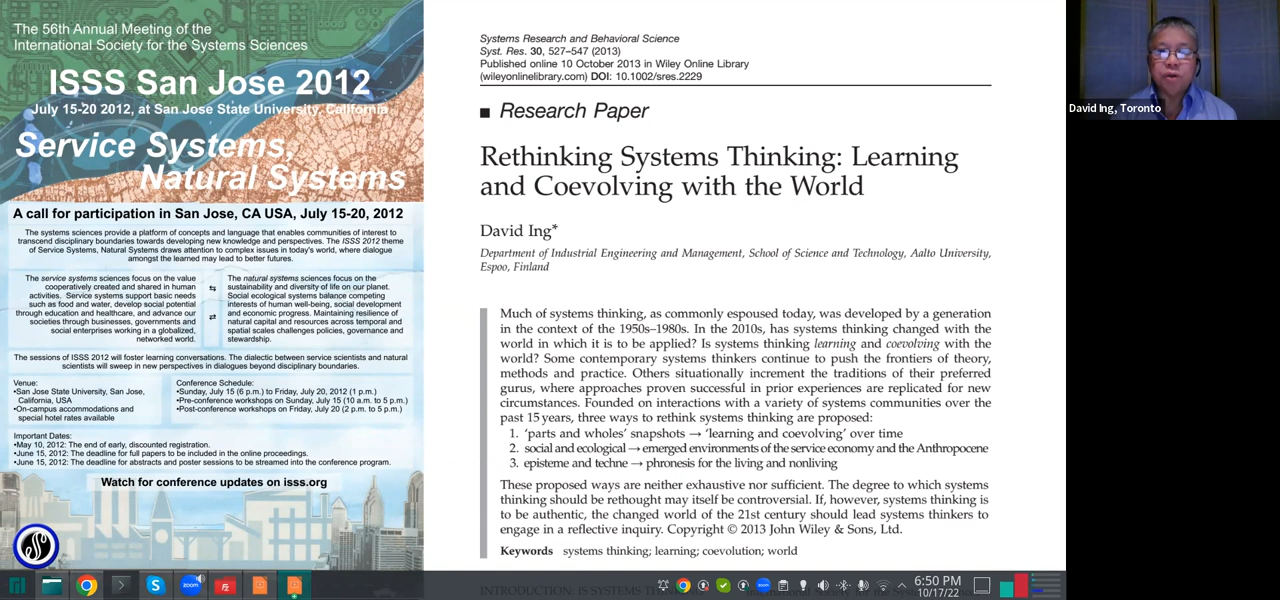 The 56th Annual Meeting of the
International Society for the Systems Sciences
ISSS San Jose 2012
July 15-20 2012, at San Jose State University, California
Service Systems,
Natural Systems
A call for participation in San Jose, CA USA, July 15-20, 2012
The systems sciences provide a platform of concepts and language that enables communities of interest to
transcend disciplinary boundaries towards developing new knowledge and perspectives. The ISSS 2012 theme
of Service Systems, Natural Systems draws attention to complex issues in today's world, where dialogue
amongst the learned may lead to better futures.
The service systems sciences focus on the value
cooperatively created and shared in human
activities. Service systems support basic needs
such as food and water, develop social potential
through education and healthcare, and advance our
societies through businesses, governments and
social enterprises working in a globalized,
networked world.
⇆
⇄
The natural systems sciences focus on the
sustainability and diversity of life on our planet.
Social ecological systems balance competing
interests of human well-being, social development
and economic progress. Maintaining resilience of
natural capital and resources across temporal and
spatial scales challenges policies, governance and
stewardship.
The sessions of ISSS 2012 will foster learning conversations. The dialectic between service scientists and natural
scientists will sweep in new perspectives in dialogues beyond disciplinary boundaries.
Venue:
•San Jose State University, San Jose,
California, USA
•On-campus accommodations and
special hotel rates available
Conference Schedule:
•Sunday, July 15 (6 p.m.) to Friday, July 20, 2012 (1 p.m.)
•Pre-conference workshops on Sunday, July 15 (10 a.m. to 5 p.m.)
•Post-conference workshops on Friday, July 20 (2 p.m. to 5 p.m.)
Important Dates:
•May 10, 2012: The end of early, discounted registration.
•June 15, 2012: The deadline for full papers to be included in the online proceedings.
•June 15, 2012: The deadline for abstracts and poster sessions to be streamed into the conference program.
Watch for conference updates on isss.org
Systems Research and Behavioral Science
Syst. Res. 30, 527–547 (2013)
Published online 10 October 2013 in Wiley Online Library
(wileyonlinelibrary.com) DOI: 10.1002/sres.2229
■ Research Paper
Rethinking Systems Thinking: Learning
and Coevolving with the World
David Ing*
Department of Industrial Engineering and Management, School of Science and Technology, Aalto University,
Espoo, Finland
Much of systems thinking, as commonly espoused today, was developed by a generation
in the context of the 1950s–1980s. In the 2010s, has systems thinking changed with the
world in which it is to be applied? Is systems thinking learning and coevolving with the
world? Some contemporary systems thinkers continue to push the frontiers of theory,
methods and practice. Others situationally increment the traditions of their preferred
gurus, where approaches proven successful in prior experiences are replicated for new
circumstances. Founded on interactions with a variety of systems communities over the
past 15 years, three ways to rethink systems thinking are proposed:
1. 'parts and wholes' snapshots → 'learning and coevolving' over time
2. social and ecological → emerged environments of the service economy and the Anthropocene
3. episteme and techne → phronesis for the living and nonliving
These proposed ways are neither exhaustive nor sufficient. The degree to which systems
thinking should be rethought may itself be controversial. If, however, systems thinking is
to be authentic, the changed world of the 21st century should lead systems thinkers to
engage in a reflective inquiry. Copyright © 2013 John Wiley & Sons, Ltd.
Keywords systems thinking; learning; coevolution; world
David Ing, Toronto
zoom
6:50 PM
10/17/22